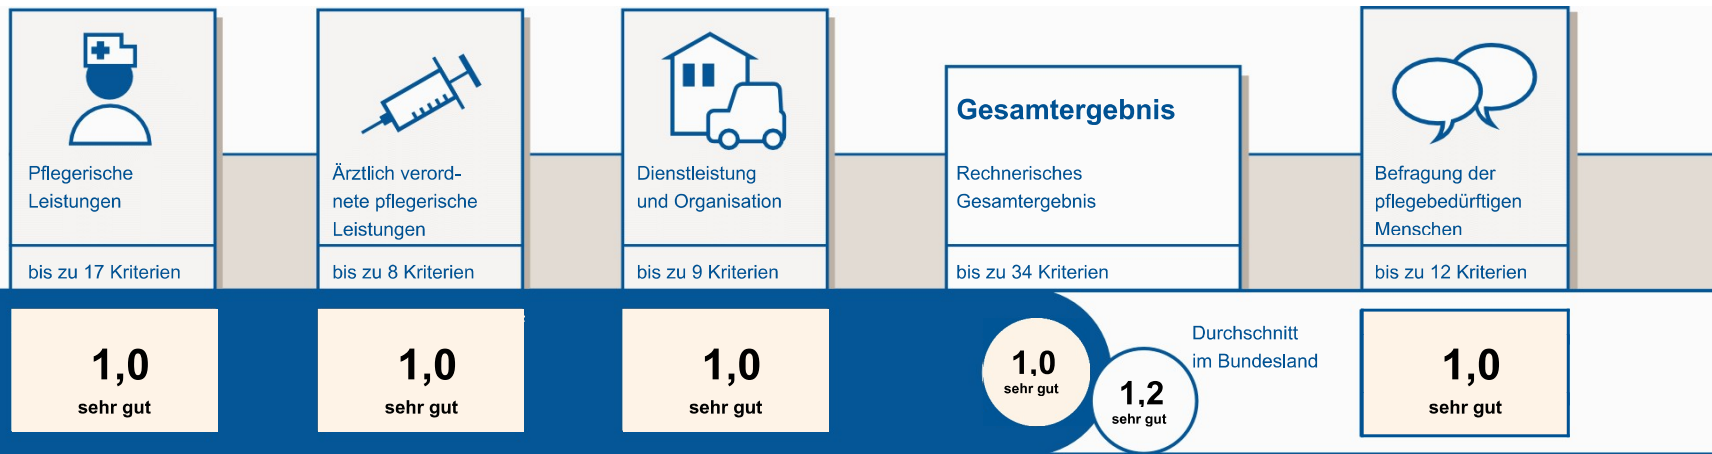 Pflegerische
Leistungen
bis zu 17 Kriterien
1,0
sehr gut
Ärztlich verord-
nete pflegerische
Leistungen
bis zu 8 Kriterien
1,0
sehr gut
Dienstleistung
und Organisation
bis zu 9 Kriterien
1,0
sehr gut
Gesamtergebnis
Rechnerisches
Gesamtergebnis
bis zu 34 Kriterien
1,0
sehr gut
1,2
sehr gut
Durchschnitt
im Bundesland
Befragung der
pflegebedürftigen
Menschen
bis zu 12 Kriterien
1,0
sehr gut